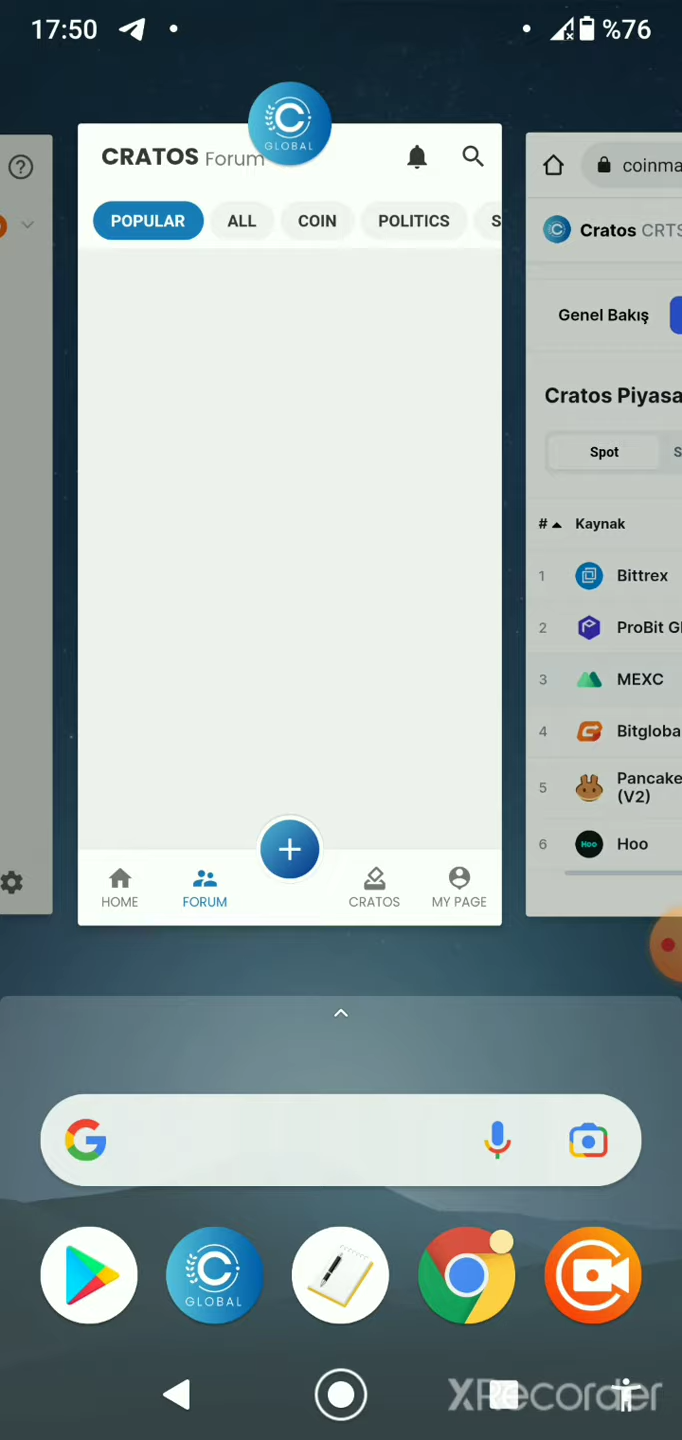 17:50
%76
GLOBAL
CRATOS Forum
POPULAR
ALL
COIN
POLITICS
S
HOME
FORUM
CRATOS
MY PAGE
coinma
Cratos CRTS
Genel Bakış
Cratos Piyasa
Spot
S
# Kaynak
1 Bittrex
2 ProBit Gl
3 MEXC
4 Bitgloba
5 Pancake
(V2)
6 Hoo Hoo
GLOBAL
XRecorder